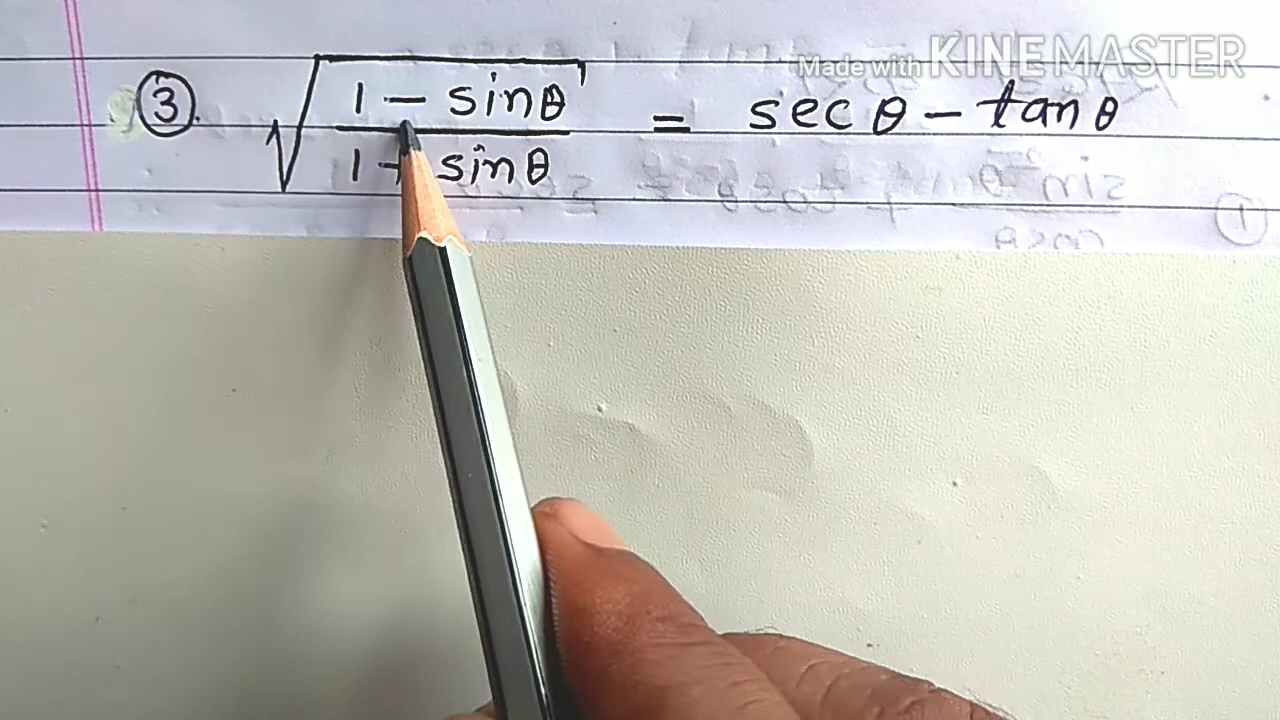 Made with KINEMASTER
③. √(1 - sinθ / 1 + sinθ) = secθ - tanθ